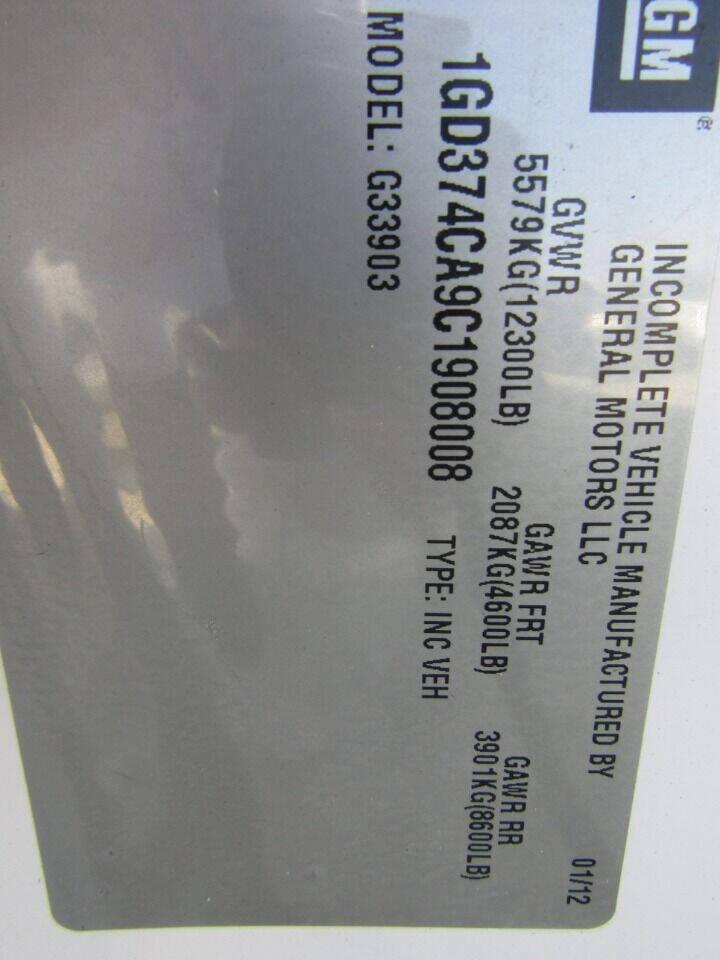 GM®
INCOMPLETE VEHICLE MANUFACTURED BY
GENERAL MOTORS LLC 01/12
GVWR GAWR FRT GAWR RR
5579KG(12300LB) 2087KG(4600LB) 3901KG(8600LB)
1GD374CA9C1908008 TYPE: INC VEH
MODEL: G33903